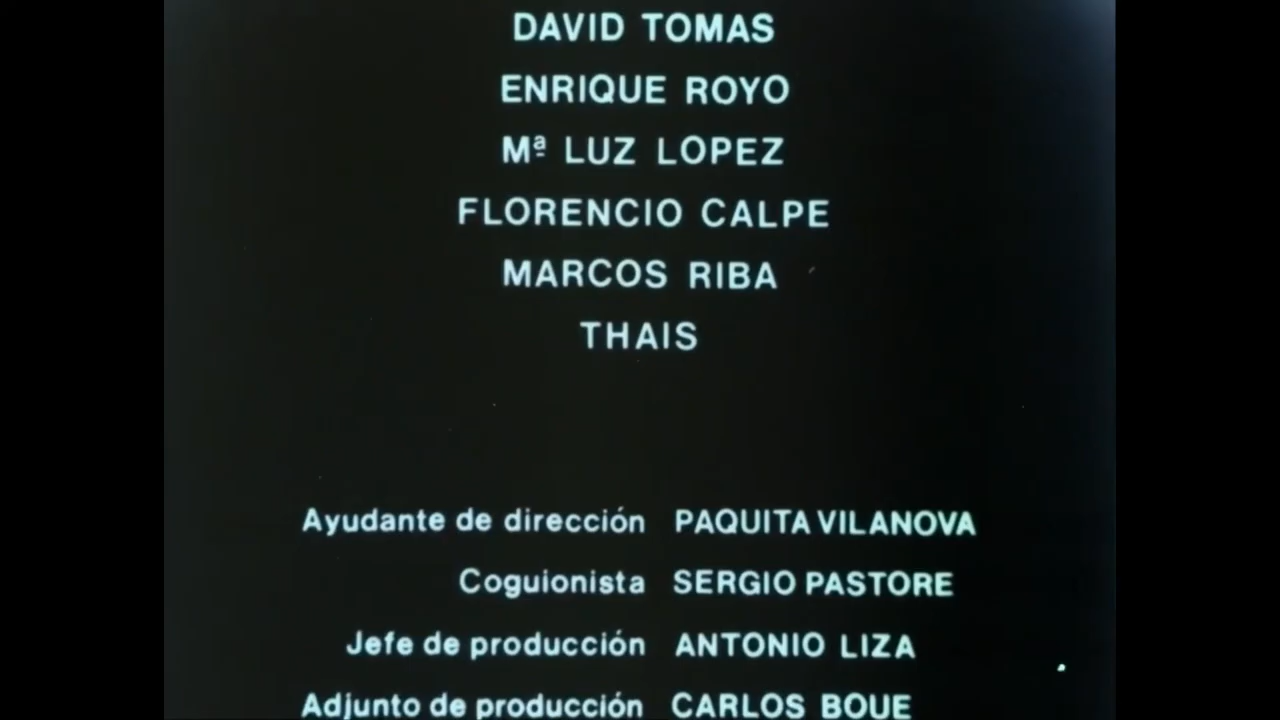 DAVID TOMAS
ENRIQUE ROYO
Mª LUZ LOPEZ
FLORENCIO CALPE
MARCOS RIBA
THAIS
Ayudante de dirección PAQUITA VILANOVA
Coguionista SERGIO PASTORE
Jefe de producción ANTONIO LIZA
Adjunto de producción CARLOS BOUE